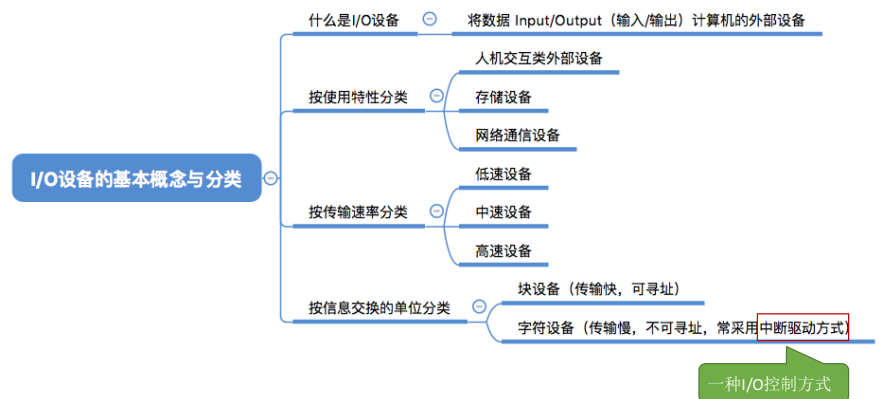 什么是I/O设备
将数据 Input/Output（输入/输出）计算机的外部设备
人机交互类外部设备
按使用特性分类
存储设备
网络通信设备
I/O设备的基本概念与分类
低速设备
按传输速率分类
中速设备
高速设备
块设备（传输快，可寻址）
按信息交换的单位分类
字符设备（传输慢，不可寻址，常采用中断驱动方式）
一种I/O控制方式